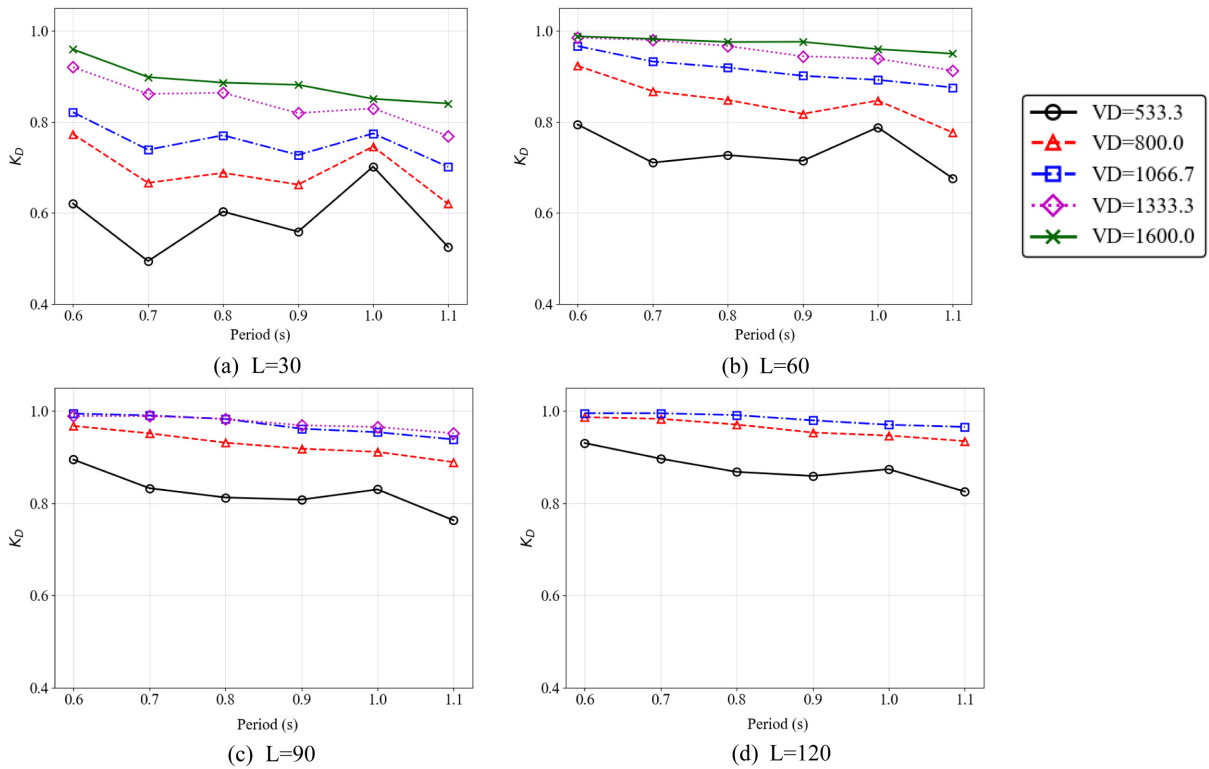 1.0
0.8
0.6
0.4
K_D
0.6 0.7 0.8 0.9 1.0 1.1
Period (s)
(a) L=30
1.0
0.8
0.6
0.4
K_D
0.6 0.7 0.8 0.9 1.0 1.1
Period (s)
(b) L=60
VD=533.3
VD=800.0
VD=1066.7
VD=1333.3
VD=1600.0
1.0
0.8
0.6
0.4
K_D
0.6 0.7 0.8 0.9 1.0 1.1
Period (s)
(c) L=90
1.0
0.8
0.6
0.4
K_D
0.6 0.7 0.8 0.9 1.0 1.1
Period (s)
(d) L=120